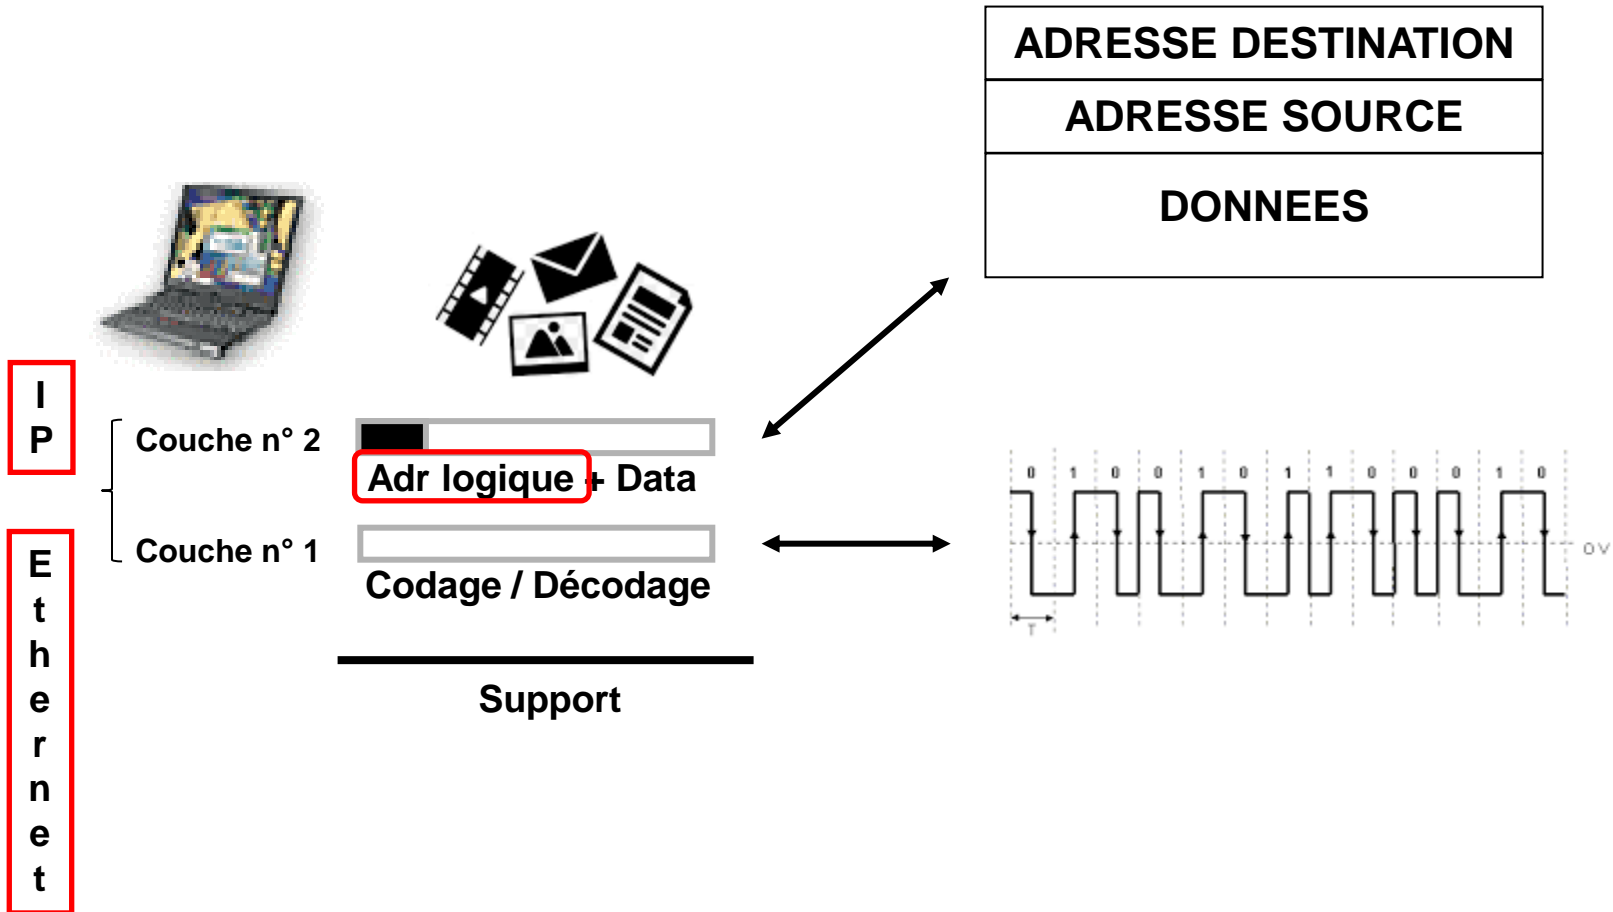 ADRESSE DESTINATION
ADRESSE SOURCE
DONNEES
I
P
Couche n° 2
Adr logique + Data
Couche n° 1
Codage / Décodage
E
t
h
e
r
n
e
t
Support
0 1 0 0 1 0 1 1 0 0 0 1 0
0 V
T